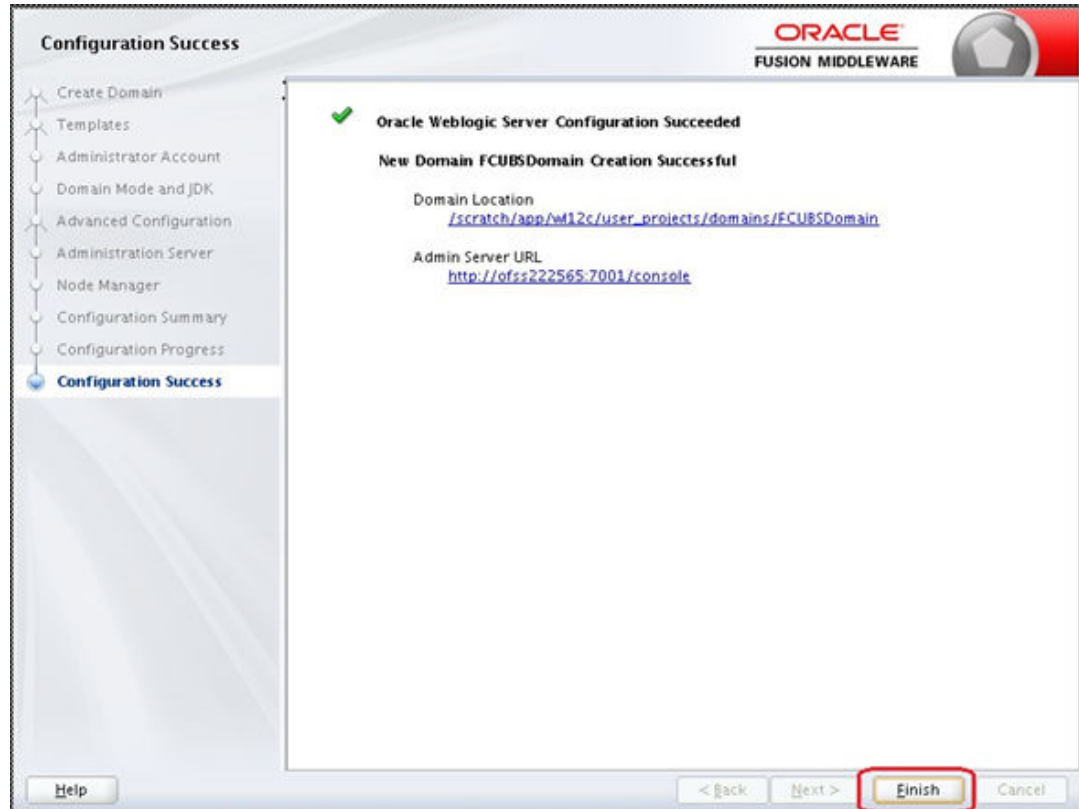 Configuration Success
ORACLE
FUSION MIDDLEWARE
Create Domain
Templates
Administrator Account
Domain Mode and JDK
Advanced Configuration
Administration Server
Node Manager
Configuration Summary
Configuration Progress
Configuration Success
Oracle Weblogic Server Configuration Succeeded
New Domain FCUBSDomain Creation Successful
Domain Location
/scratch/app/wl12c/user_projects/domains/FCUBSDomain
Admin Server URL
http://ofss222565:7001/console
Help
< Back
Next >
Finish
Cancel